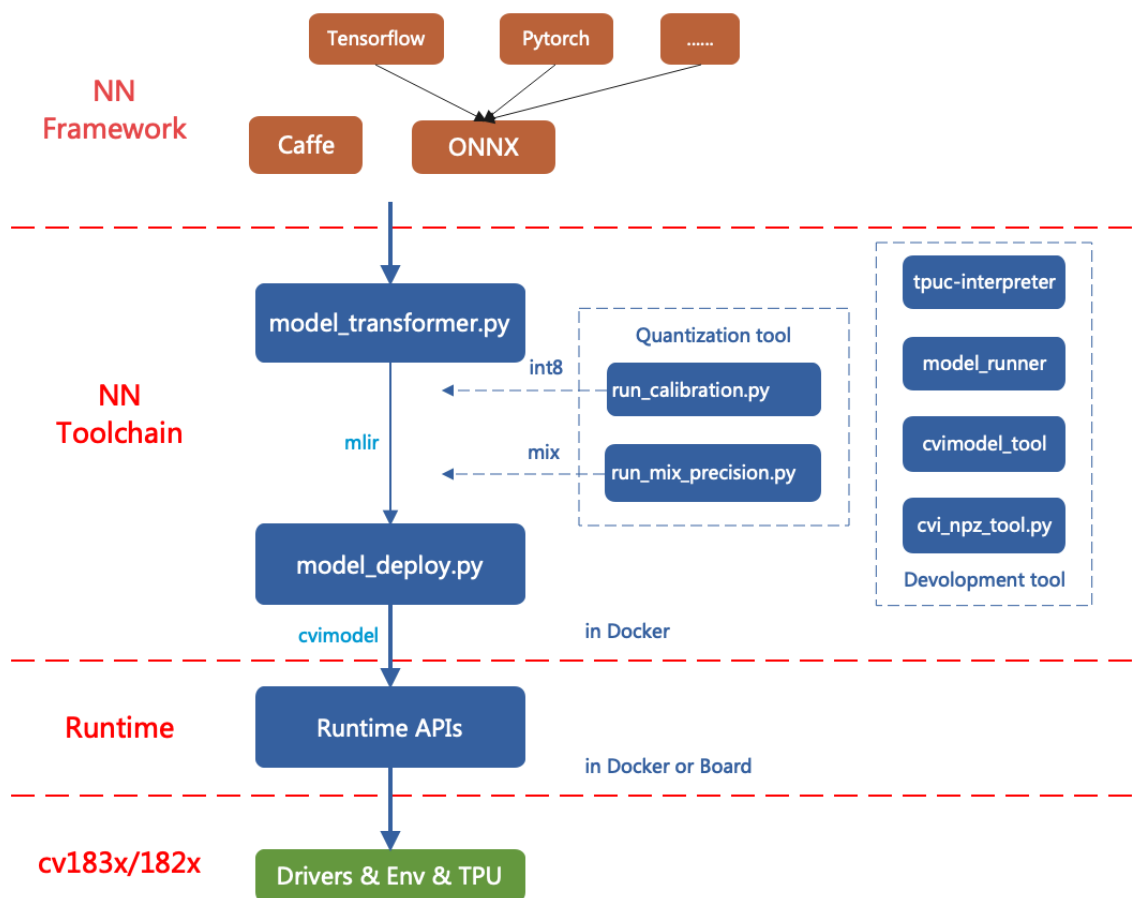 Tensorflow
Pytorch
......
NN
Framework
Caffe
ONNX
tpuc-interpreter
model_transformer.py
Quantization tool
model_runner
int8
run_calibration.py
NN
Toolchain
mlir
cvimodel_tool
mix
run_mix_precision.py
cvi_npz_tool.py
model_deploy.py
Devolopment tool
cvimodel
in Docker
Runtime
Runtime APIs
in Docker or Board
cv183x/182x
Drivers & Env & TPU